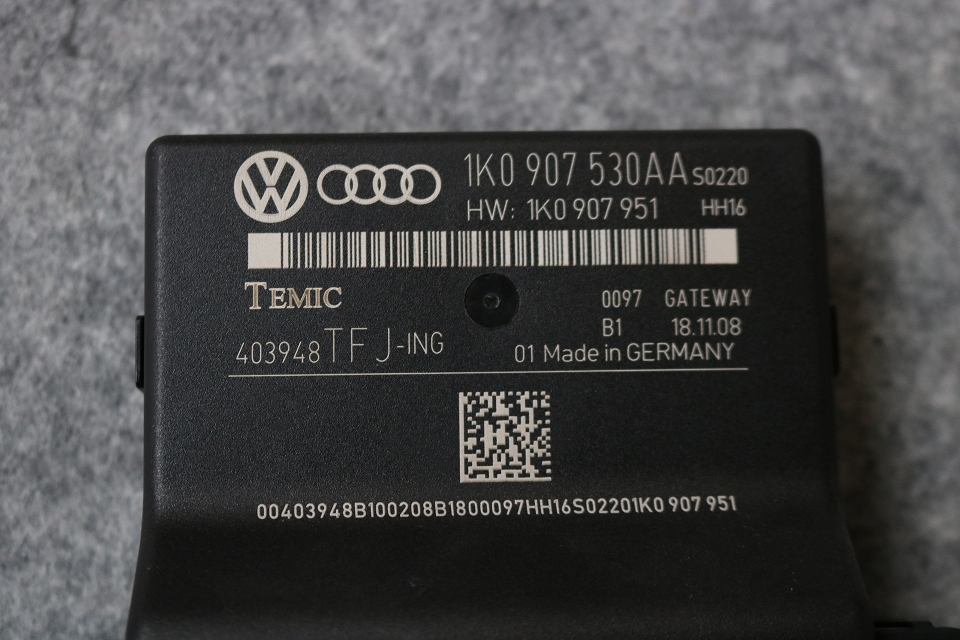 1K0 907 530AA S0220
HW: 1K0 907 951 HH16
TEMIC
0097 GATEWAY
B1 18.11.08
403948 TF J-ING
01 Made in GERMANY
00403948B100208B1800097HH16S02201K0 907 951